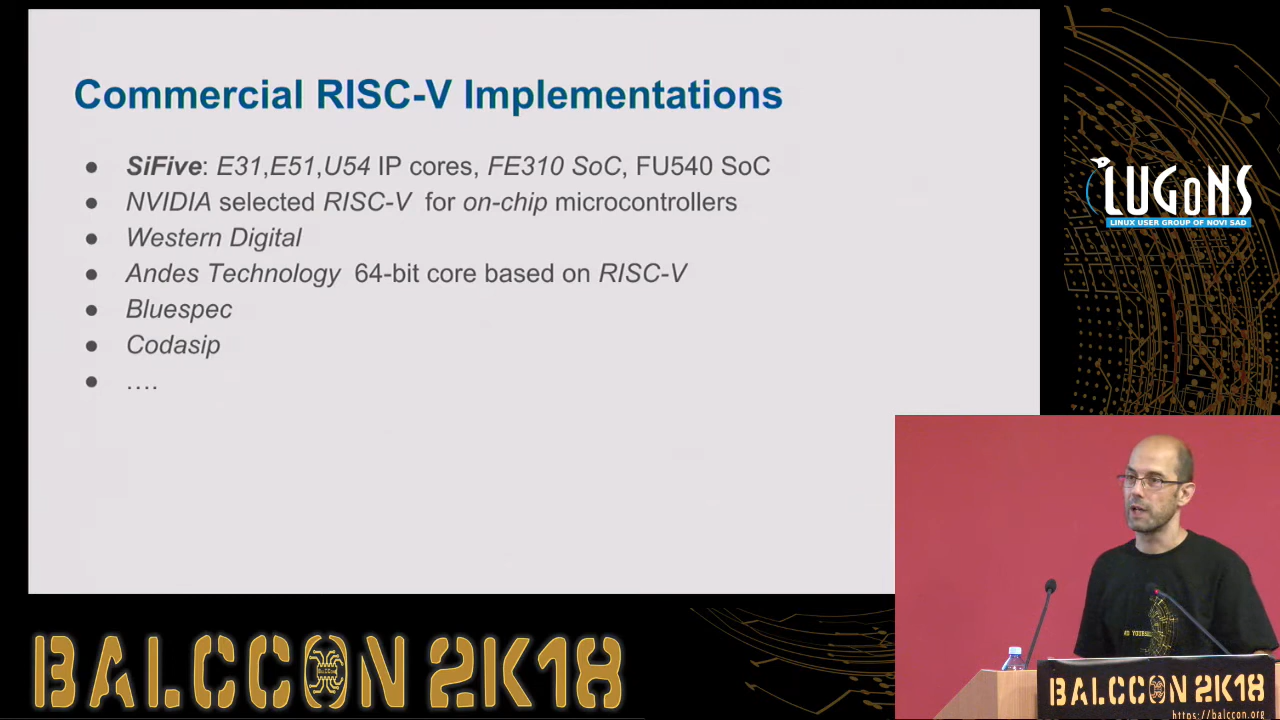 Commercial RISC-V Implementations
● SiFive: E31,E51,U54 IP cores, FE310 SoC, FU540 SoC
● NVIDIA selected RISC-V for on-chip microcontrollers
● Western Digital
● Andes Technology 64-bit core based on RISC-V
● Bluespec
● Codasip
● ….
LUGoNS
LINUX USER GROUP OF NOVI SAD
BALCCON 2K18
BALCCON 2K18
https://balccon.org